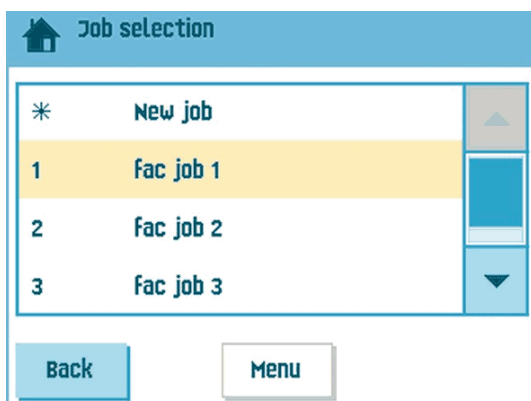 Job selection
* New job
1 fac job 1
2 fac job 2
3 fac job 3
Back
Menu